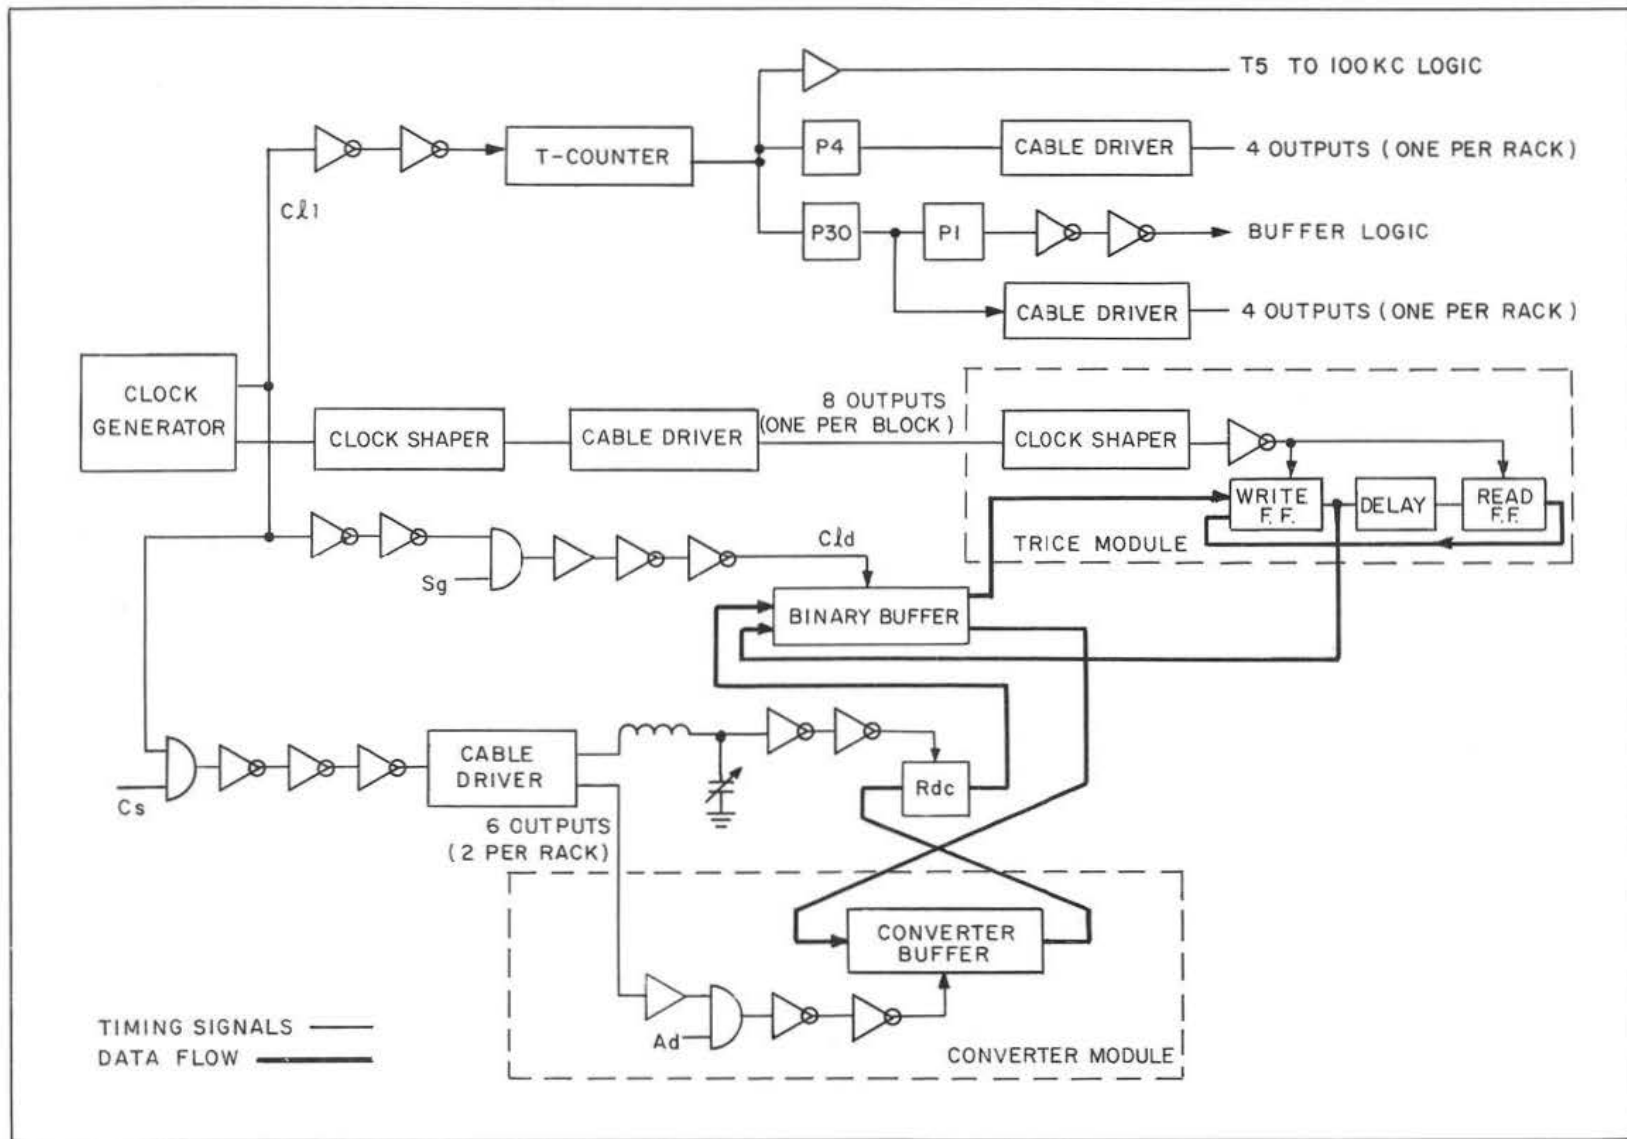 T5 TO 100KC LOGIC
T-COUNTER
P4
CABLE DRIVER
4 OUTPUTS (ONE PER RACK)
Cl1
P30
P1
BUFFER LOGIC
CABLE DRIVER
4 OUTPUTS (ONE PER RACK)
CLOCK
GENERATOR
CLOCK SHAPER
CABLE DRIVER
8 OUTPUTS
(ONE PER BLOCK)
CLOCK SHAPER
WRITE
F.F.
DELAY
READ
F.F.
TRICE MODULE
Sg
Cld
BINARY BUFFER
Cs
CABLE
DRIVER
Rdc
6 OUTPUTS
(2 PER RACK)
CONVERTER
BUFFER
Ad
CONVERTER MODULE
TIMING SIGNALS
DATA FLOW